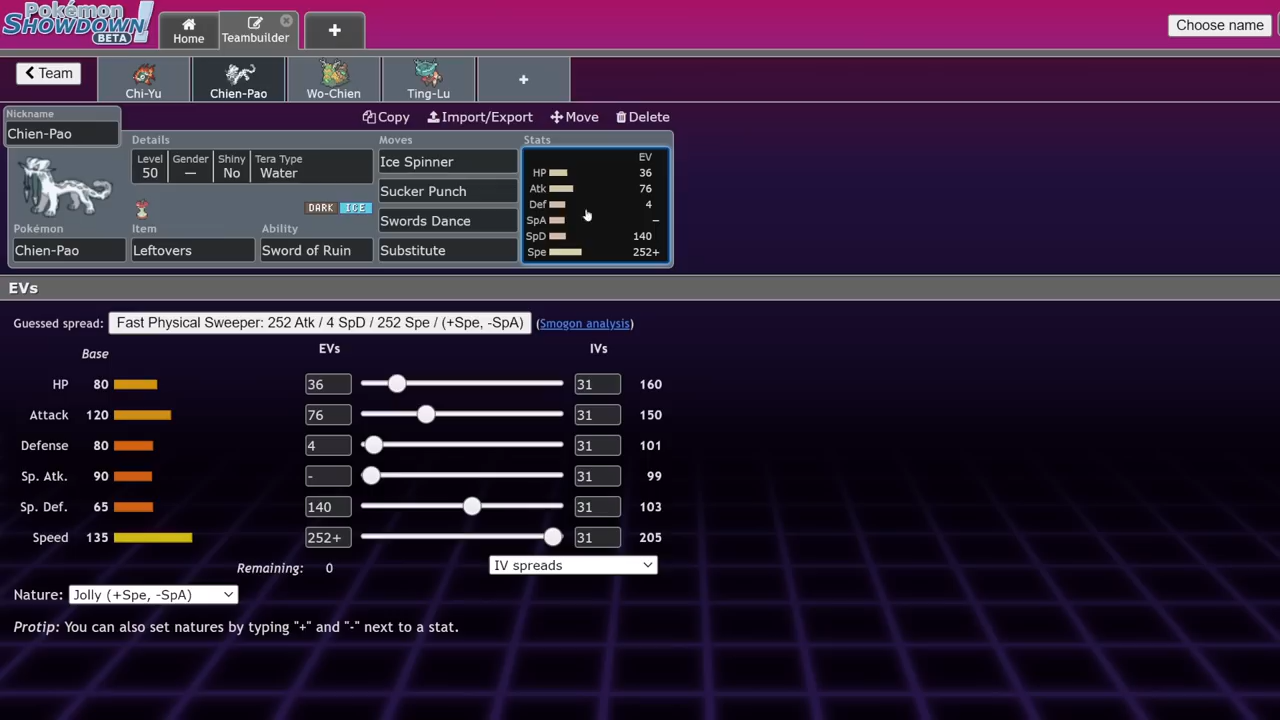 Pokémon
SHOWDOWN!
BETA
Home
Teambuilder
+
Choose name
Team
Chi-Yu
Chien-Pao
Wo-Chien
Ting-Lu
+
Copy
Import/Export
Move
Delete
Nickname
Chien-Pao
Details
Level
50
Gender
—
Shiny
No
Tera Type
Water
DARK
ICE
Pokémon
Chien-Pao
Item
Leftovers
Ability
Sword of Ruin
Moves
Ice Spinner
Sucker Punch
Swords Dance
Substitute
Stats
EV
HP 36
Atk 76
Def 4
SpA –
SpD 140
Spe 252+
EVs
Guessed spread: Fast Physical Sweeper: 252 Atk / 4 SpD / 252 Spe / (+Spe, -SpA) (Smogon analysis)
Base EVs IVs
HP 80 36 31 160
Attack 120 76 31 150
Defense 80 4 31 101
Sp. Atk. 90 - 31 99
Sp. Def. 65 140 31 103
Speed 135 252+ 31 205
Remaining: 0
IV spreads
Nature: Jolly (+Spe, -SpA)
Protip: You can also set natures by typing "+" and "-" next to a stat.